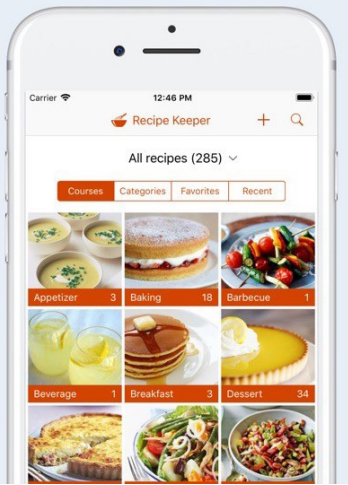 Carrier 12:46 PM
Recipe Keeper
All recipes (285)
Courses Categories Favorites Recent
Appetizer 3 Baking 18 Barbecue 1
Beverage 1 Breakfast 3 Dessert 34